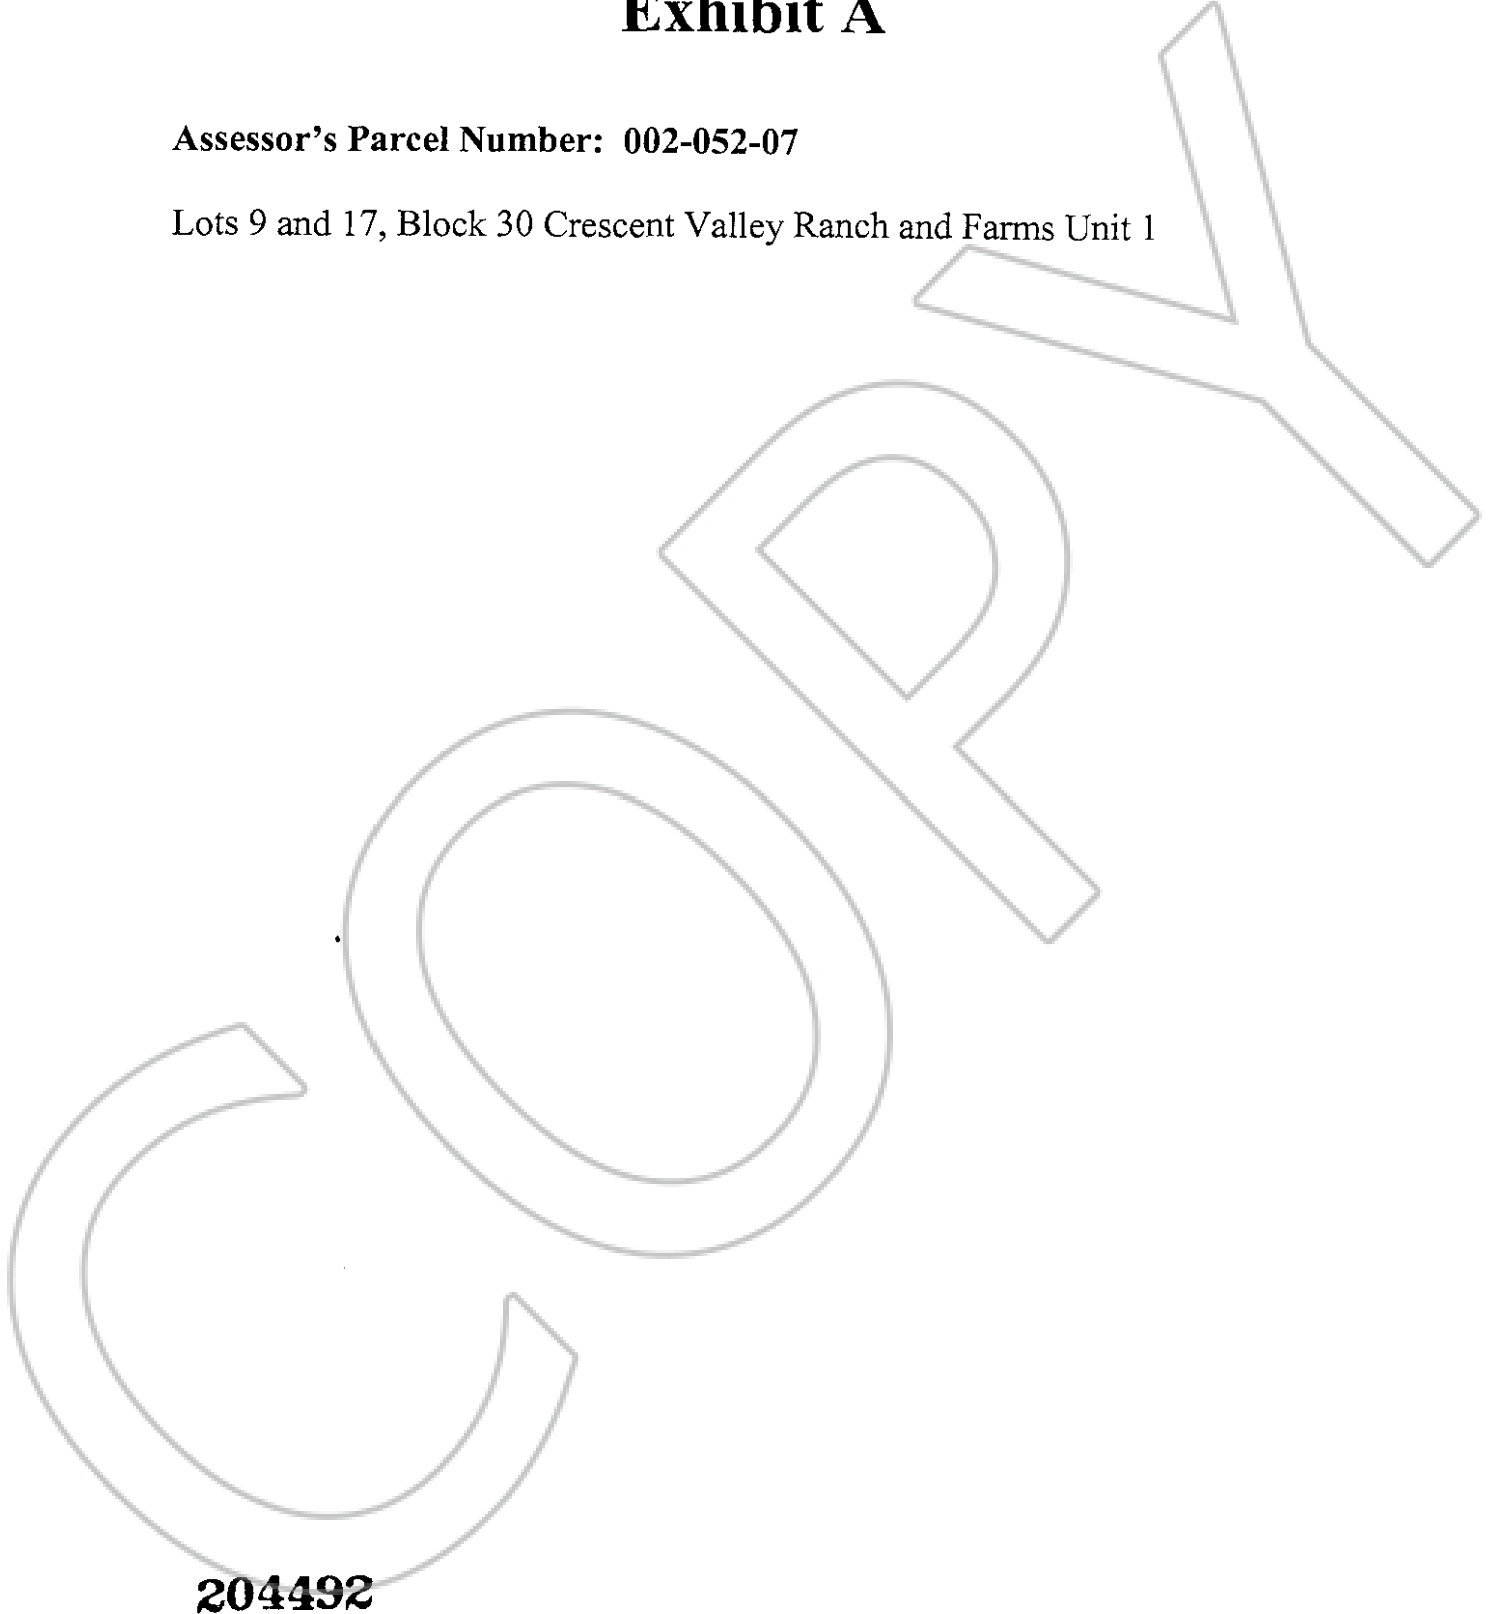 Exhibit A
Assessor's Parcel Number: 002-052-07
Lots 9 and 17, Block 30 Crescent Valley Ranch and Farms Unit 1
COPY
204492